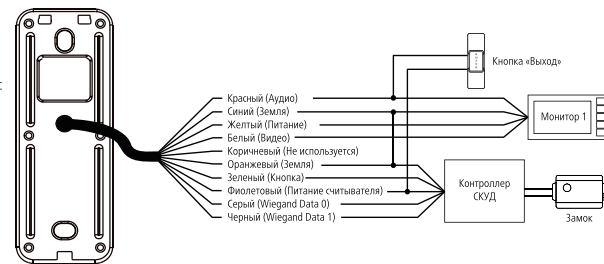 Кнопка «Выход»
Красный (Аудио)
Синий (Земля)
Желтый (Питание)
Белый (Видео)
Коричневый (Не используется)
Оранжевый (Земля)
Зеленый (Кнопка)
Фиолетовый (Питание считывателя)
Серый (Wiegand Data 0)
Черный (Wiegand Data 1)
Монитор 1
Контроллер
СКУД
Замок